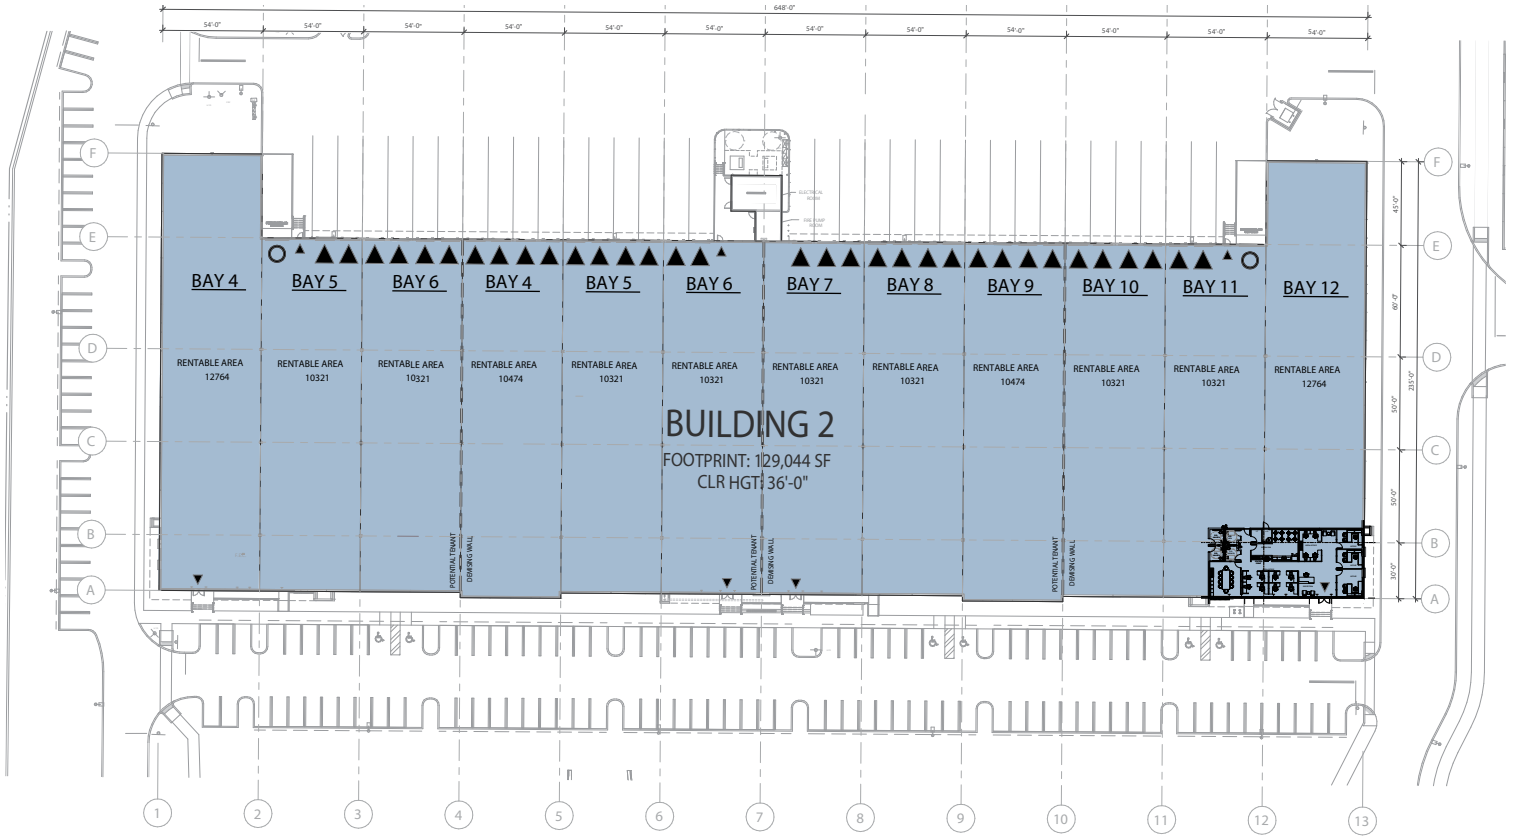 648'-0"
54'-0" 54'-0" 54'-0" 54'-0" 54'-0" 54'-0" 54'-0" 54'-0" 54'-0" 54'-0" 54'-0" 54'-0"
F F
ELECTRICAL
ROOM
45'-0"
FIRE PUMP
ROOM
E E
BAY 4 BAY 5 BAY 6 BAY 4 BAY 5 BAY 6 BAY 7 BAY 8 BAY 9 BAY 10 BAY 11 BAY 12
60'-0"
D D
RENTABLE AREA RENTABLE AREA RENTABLE AREA RENTABLE AREA RENTABLE AREA RENTABLE AREA RENTABLE AREA RENTABLE AREA RENTABLE AREA RENTABLE AREA RENTABLE AREA RENTABLE AREA
12764 10321 10321 10474 10321 10321 10321 10321 10474 10321 10321 12764
235'-0"
50'-0"
BUILDING 2
C C
FOOTPRINT: 129,044 SF
CLR HGT: 36'-0"
50'-0"
B B
POTENTIAL TENANT
DEMISING WALL
POTENTIAL TENANT
DEMISING WALL
POTENTIAL TENANT
DEMISING WALL
30'-0"
A A
1 2 3 4 5 6 7 8 9 10 11 12 13